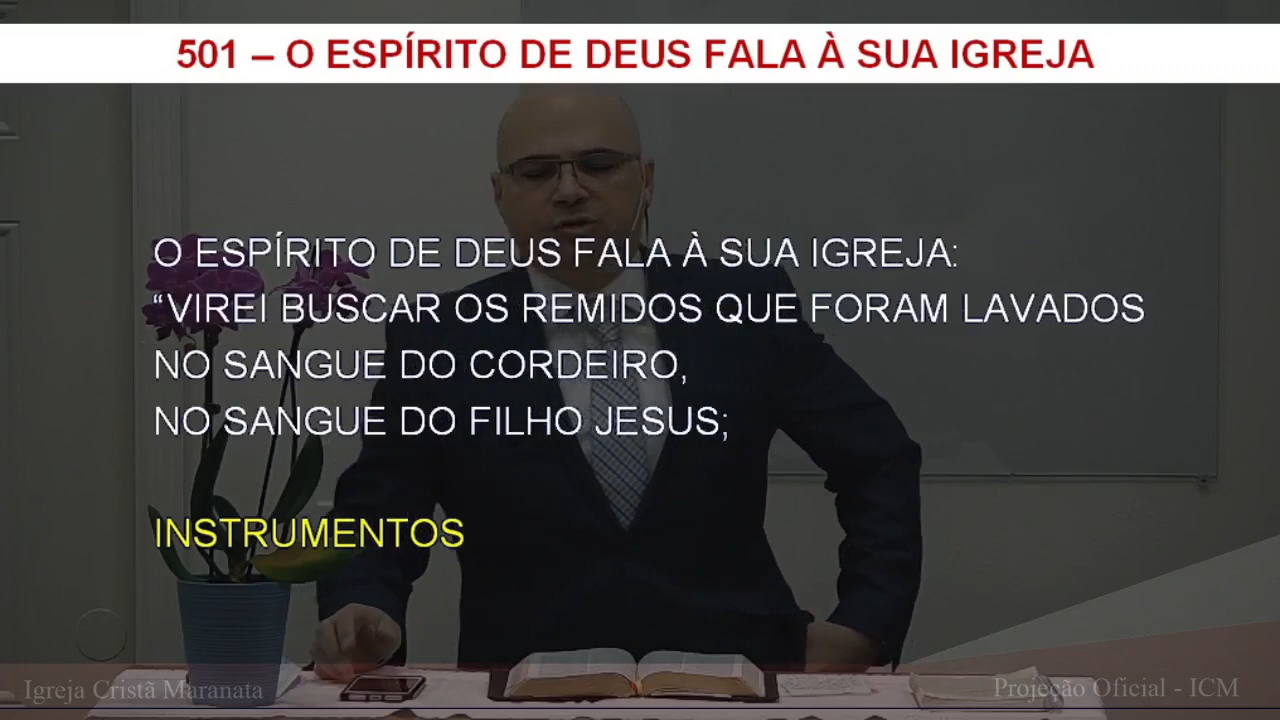 501 – O ESPÍRITO DE DEUS FALA À SUA IGREJA
O ESPÍRITO DE DEUS FALA À SUA IGREJA:
“VIREI BUSCAR OS REMIDOS QUE FORAM LAVADOS
NO SANGUE DO CORDEIRO,
NO SANGUE DO FILHO JESUS;
INSTRUMENTOS
Igreja Cristã Maranata
Projeção Oficial - ICM